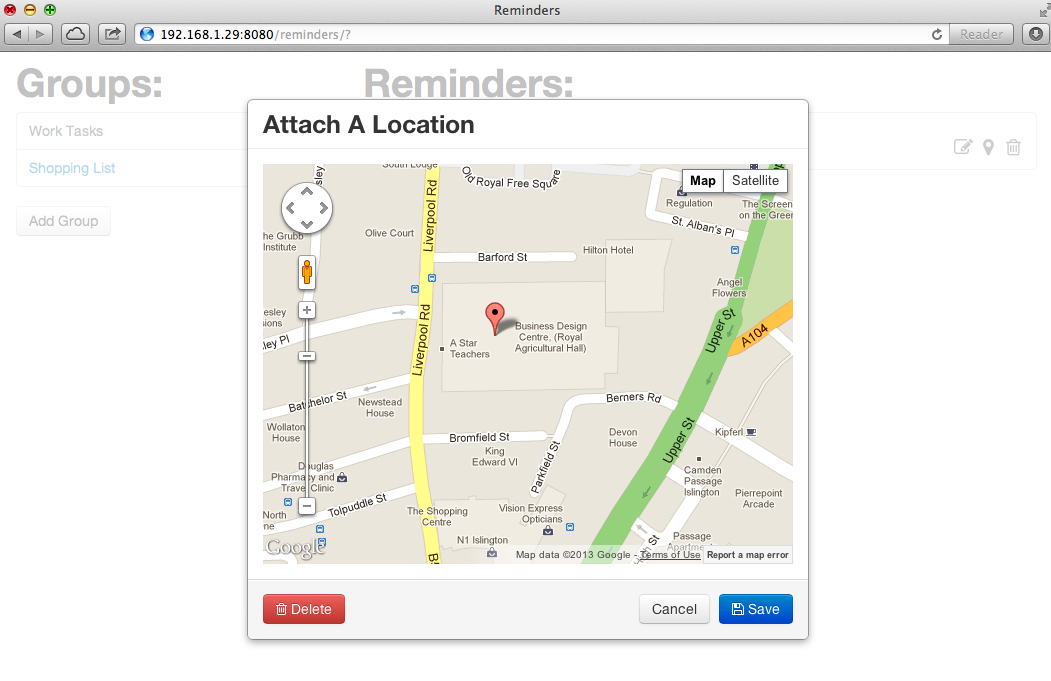 Reminders
192.168.1.29:8080/reminders/?
Reader
Groups:
Reminders:
Work Tasks
Shopping List
Add Group
Attach A Location
South Lodge
Old Royal Free Square
Map
Satellite
Regulation
The Screen
on the Green
St. Alban's Pl
Liverpool Rd
Olive Court
he Grubb
Institute
Hilton Hotel
Barford St
Angel
Flowers
esley
sions
ley Pl
Liverpool Rd
Business Design
Centre, (Royal
Agricultural Hall)
A Star
Teachers
Upper St
A104
Batchelor St
Newstead
House
Berners Rd
Wollaton
House
Bromfield St
King
Edward VI
Devon
House
Upper St
Kipferl
Parkfield St
Douglas
Pharmacy and
Travel Clinic
Camden
Passage
Islington
Pierrepoint
Arcade
Tolpuddle St
North
ne
The Shopping
Centre
Vision Express
Opticians
N1 Islington
Passage
Google
Map data ©2013 Google - Terms of Use
Report a map error
Delete
Cancel
Save